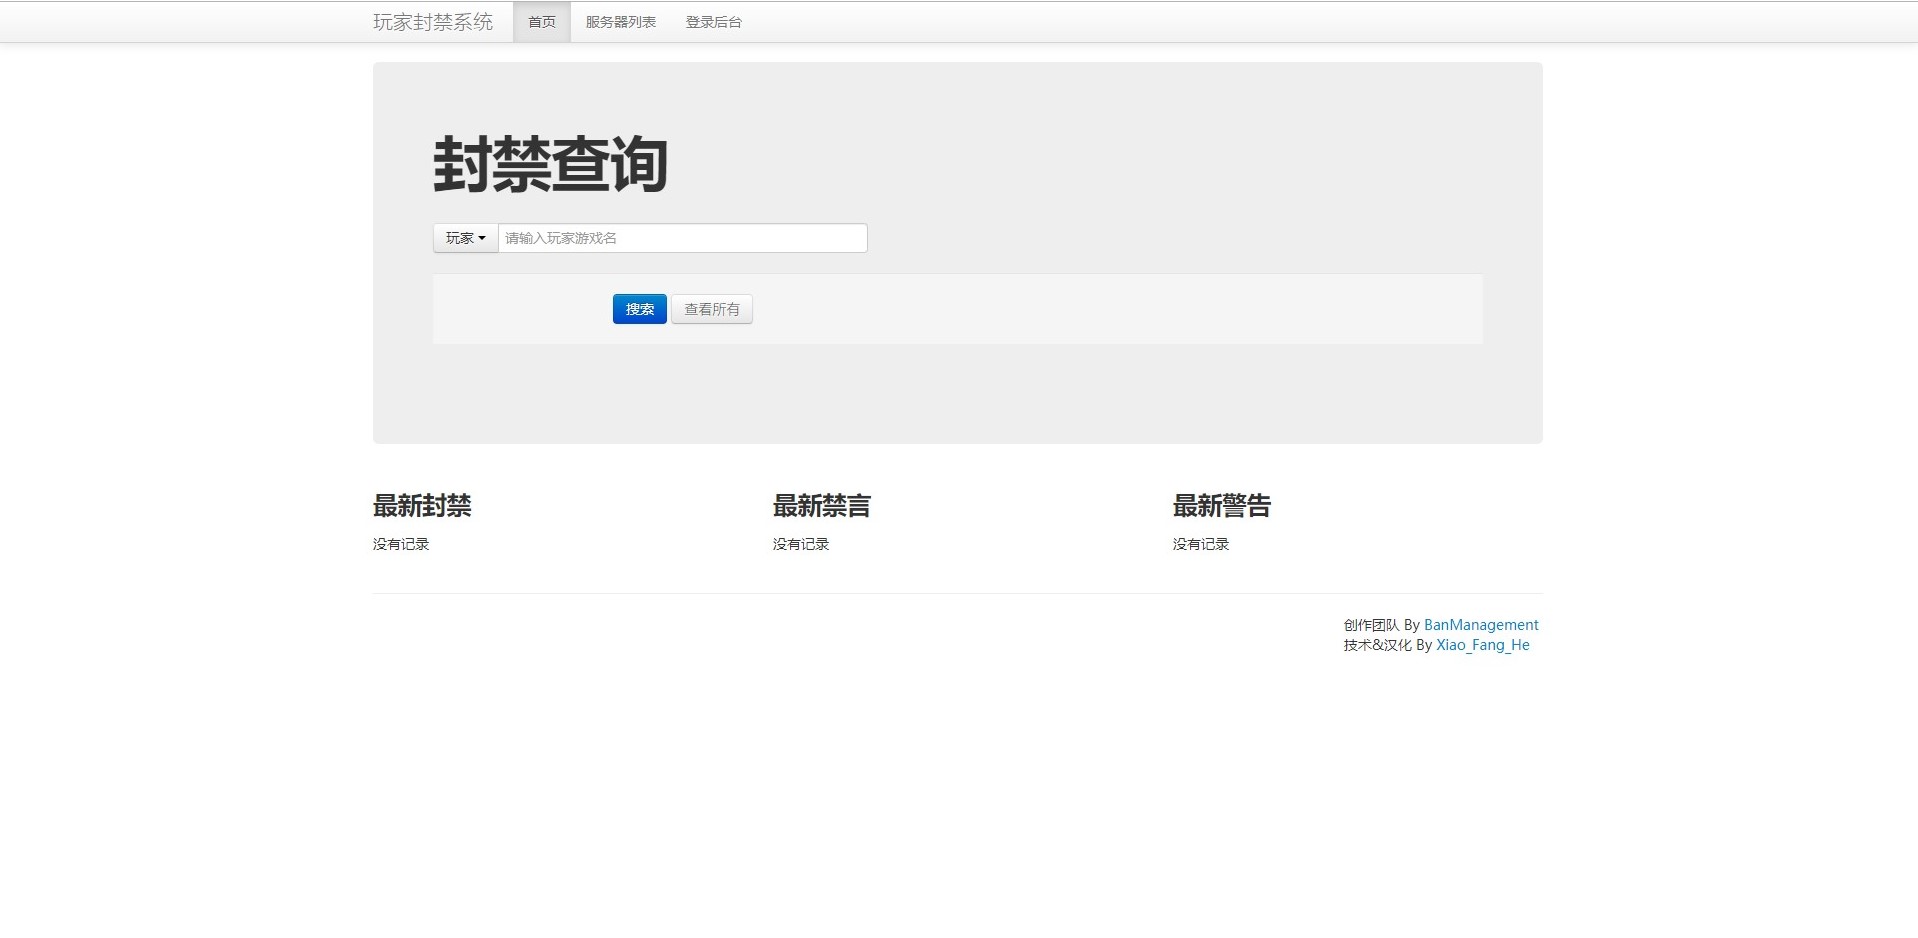 玩家封禁系统 首页 服务器列表 登录后台
封禁查询
玩家 请输入玩家游戏名
搜索 查看所有
最新封禁 最新禁言 最新警告
没有记录 没有记录 没有记录
创作团队 By BanManagement
技术&汉化 By Xiao_Fang_He